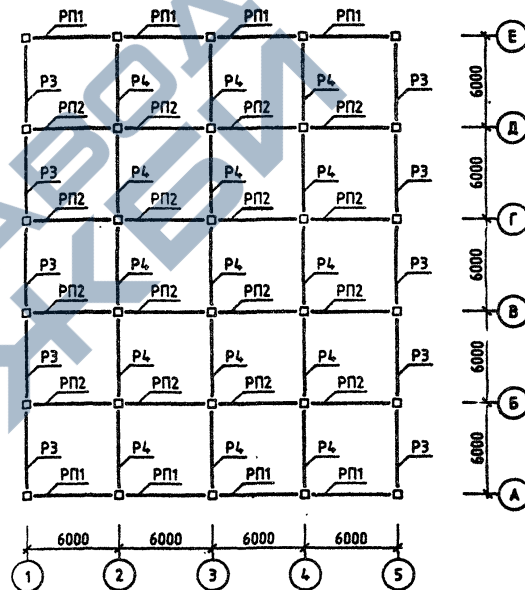 РП1 РП1 РП1 РП1 Е
Р3 Р4 Р4 Р4 Р3 6000
РП2 РП2 РП2 РП2 Д
Р3 Р4 Р4 Р4 Р3 6000
РП2 РП2 РП2 РП2 Г
Р3 Р4 Р4 Р4 Р3 6000
РП2 РП2 РП2 РП2 В
Р3 Р4 Р4 Р4 Р3 6000
РП2 РП2 РП2 РП2 Б
Р3 Р4 Р4 Р4 Р3 6000
РП1 РП1 РП1 РП1 А
6000 6000 6000 6000
1 2 3 4 5
ЗАВОД
ЖБИ